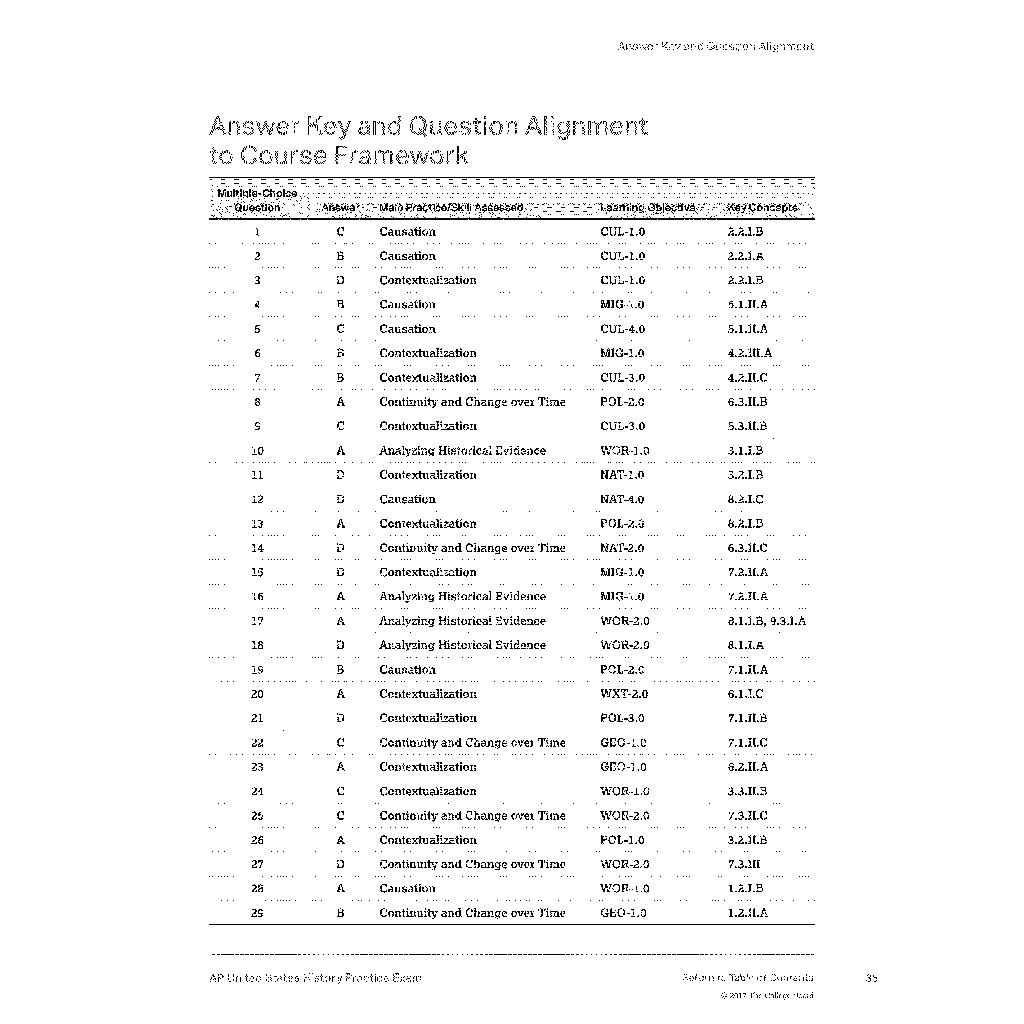 Answer Key and Question Alignment
Answer Key and Question Alignment
to Course Framework
Multiple-Choice
Question Answer Main Practice/Skill Assessed Learning Objective Key Concepts
1 C Causation CUL-1.0 2.2.I.B
2 B Causation CUL-1.0 2.2.I.A
3 D Contextualization CUL-1.0 2.2.I.B
4 B Causation MIG-1.0 5.1.II.A
5 C Causation CUL-4.0 5.1.II.A
6 B Contextualization MIG-1.0 4.2.III.A
7 B Contextualization CUL-3.0 4.2.II.C
8 A Continuity and Change over Time POL-2.0 6.3.II.B
9 C Contextualization CUL-3.0 5.3.II.B
10 A Analyzing Historical Evidence WOR-1.0 3.1.I.B
11 D Contextualization NAT-1.0 3.2.I.B
12 D Causation NAT-4.0 8.2.I.C
13 A Contextualization POL-2.0 8.2.I.B
14 D Continuity and Change over Time NAT-2.0 6.3.II.C
15 D Contextualization MIG-1.0 7.2.II.A
16 A Analyzing Historical Evidence MIG-1.0 7.2.II.A
17 A Analyzing Historical Evidence WOR-2.0 8.1.I.B, 9.3.I.A
18 D Analyzing Historical Evidence WOR-2.0 8.1.I.A
19 B Causation POL-2.0 7.1.II.A
20 A Contextualization WXT-2.0 6.1.I.C
21 D Contextualization POL-3.0 7.1.II.B
22 C Continuity and Change over Time GEO-1.0 7.1.II.C
23 A Contextualization GEO-1.0 6.2.II.A
24 C Contextualization WOR-1.0 3.3.II.B
25 C Continuity and Change over Time WOR-2.0 7.3.II.C
26 A Contextualization POL-1.0 3.2.II.B
27 D Continuity and Change over Time WOR-2.0 7.3.III
28 A Causation WOR-1.0 1.2.I.B
29 B Continuity and Change over Time GEO-1.0 1.2.II.A
AP United States History Practice Exam Return to Table of Contents 35
© 2017 The College Board